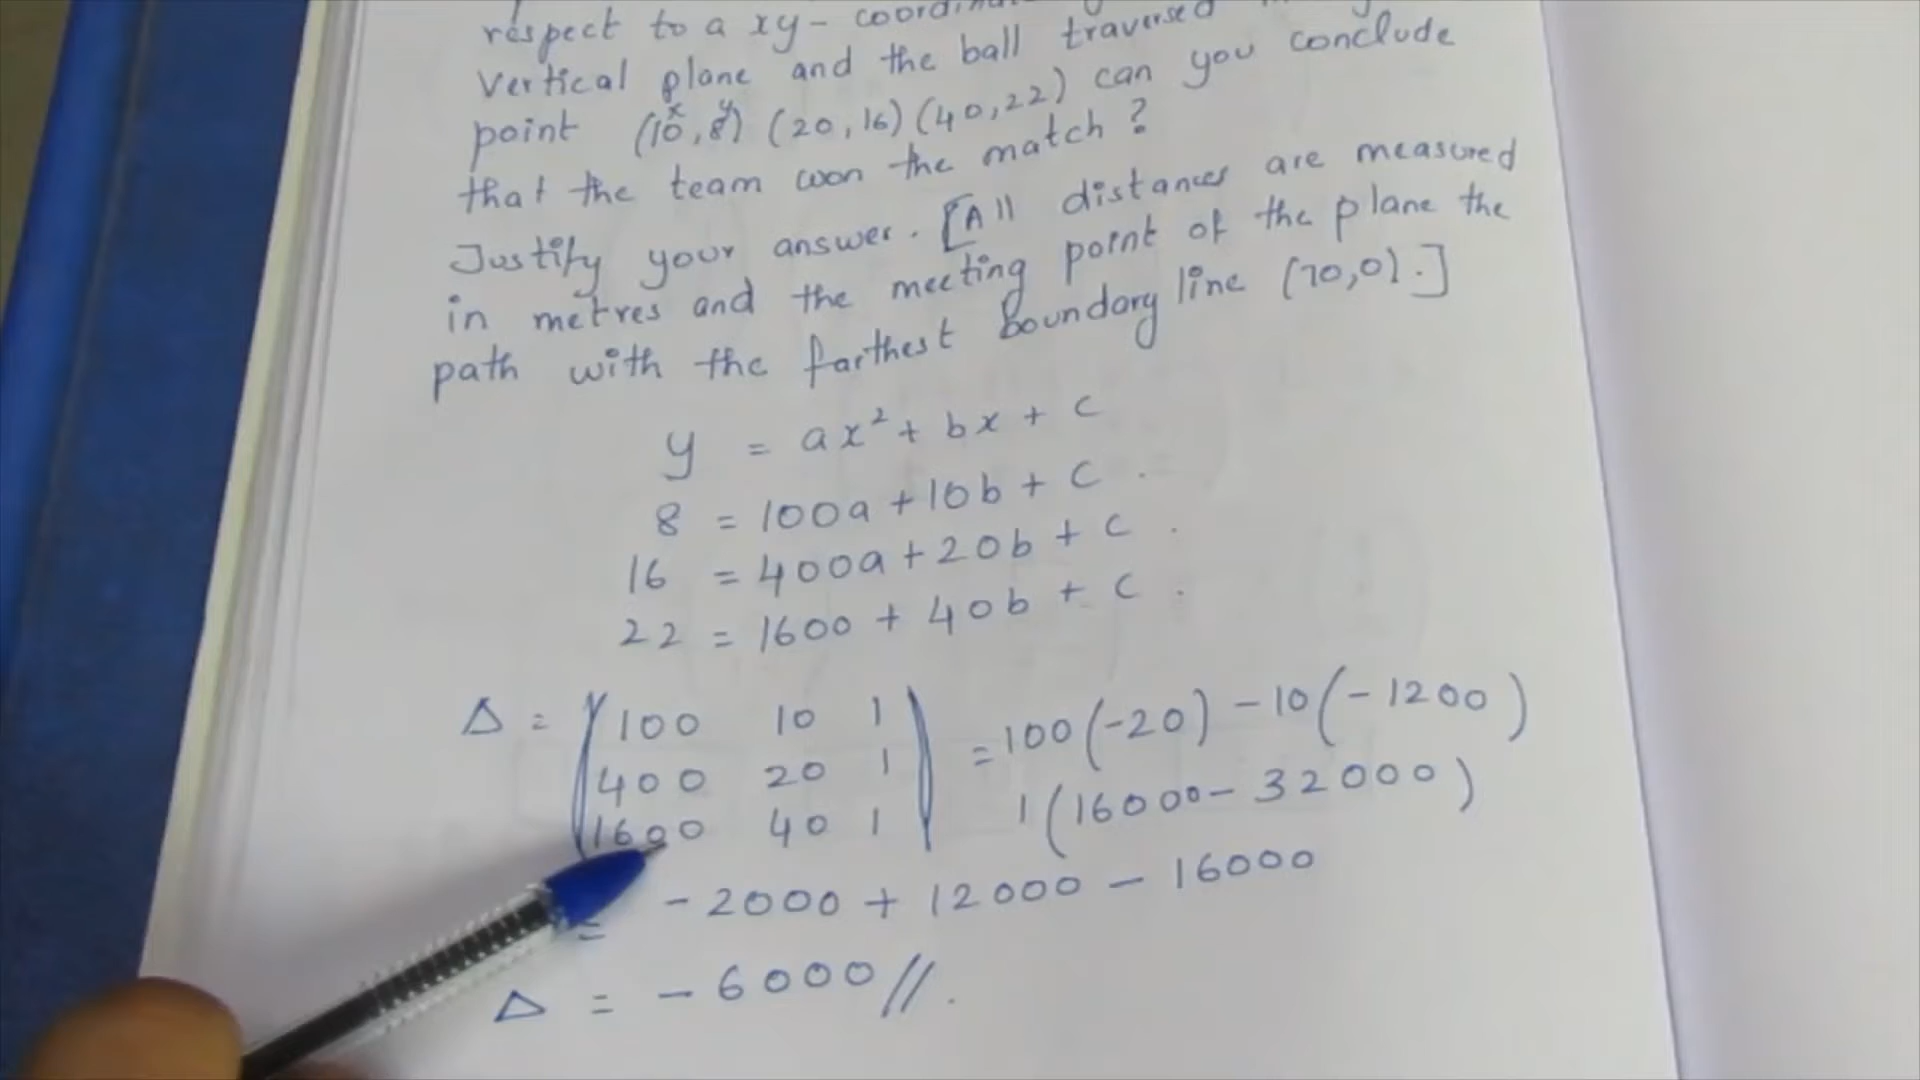 respect to a xy-
Vertical plane and the ball traversed
point (10,8) (20,16) (40,22) can you conclude
x y
that the team won the match?
Justify your answer. [All distances are measured
in metres and the meeting point of the plane the
path with the farthest boundary line (70,0).]
y = ax² + bx + c
8 = 100a + 10b + C.
16 = 400a + 20b + c.
22 = 1600 + 40b + c.
Δ = | 100 10 1 | = 100(-20) - 10(-1200)
400 20 1 1(16000 - 32000)
1600 40 1
= -2000 + 12000 - 16000
Δ = -6000//.